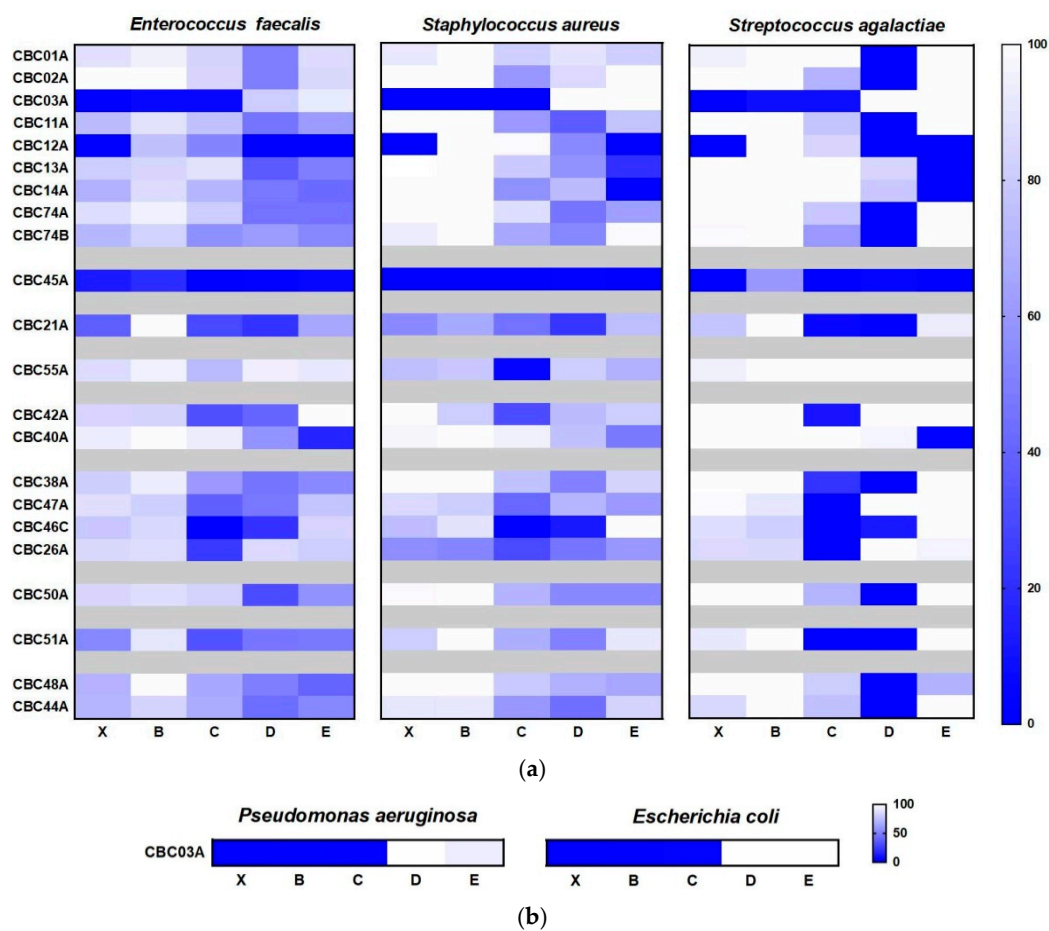 Enterococcus faecalis Staphylococcus aureus Streptococcus agalactiae
CBC01A
CBC02A
CBC03A
CBC11A
CBC12A
CBC13A
CBC14A
CBC74A
CBC74B
CBC45A
CBC21A
CBC55A
CBC42A
CBC40A
CBC38A
CBC47A
CBC46C
CBC26A
CBC50A
CBC51A
CBC48A
CBC44A
X B C D E X B C D E X B C D E
100
80
60
40
20
0
(a)
Pseudomonas aeruginosa Escherichia coli
CBC03A
X B C D E X B C D E
100
50
0
(b)